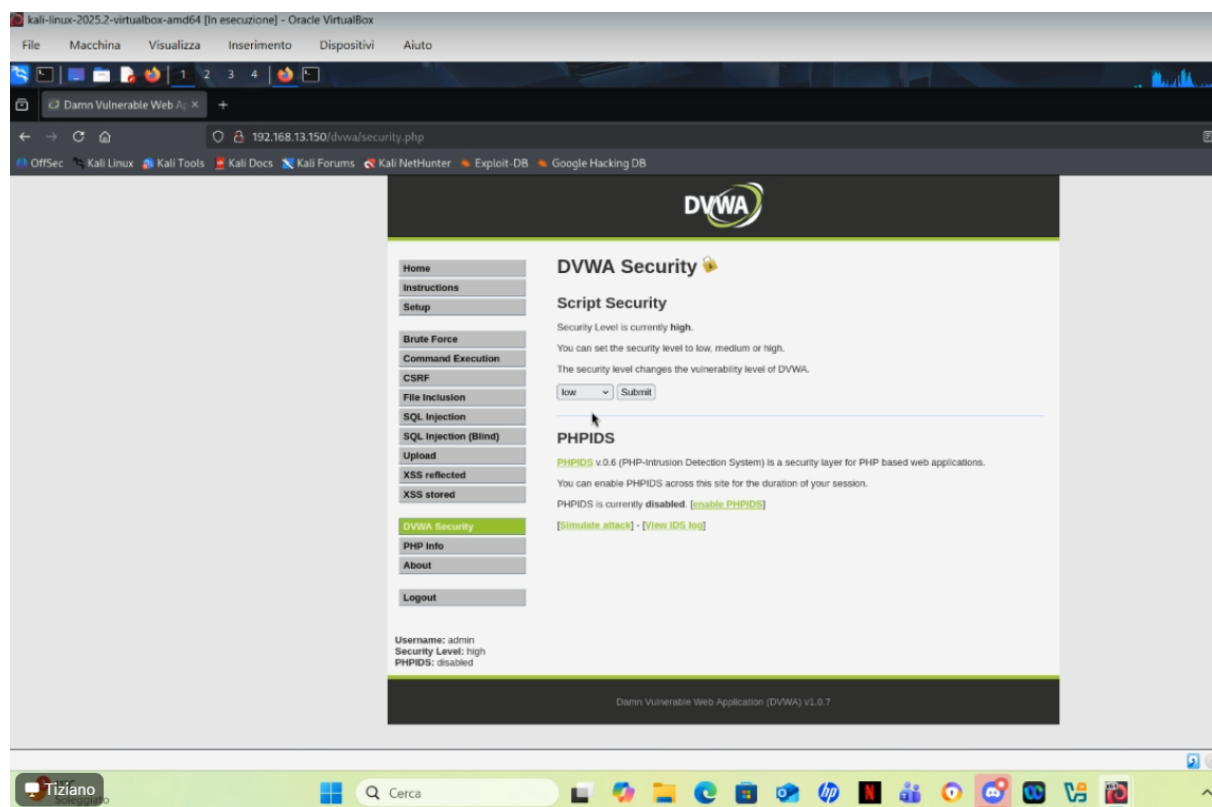 kali-linux-2025.2-virtualbox-amd64 [In esecuzione] - Oracle VirtualBox
File Macchina Visualizza Inserimento Dispositivi Aiuto
1 2 3 4
Damn Vulnerable Web Ap
192.168.13.150/dvwa/security.php
OffSec Kali Linux Kali Tools Kali Docs Kali Forums Kali NetHunter Exploit-DB Google Hacking DB
DVWA
Home
Instructions
Setup
Brute Force
Command Execution
CSRF
File Inclusion
SQL Injection
SQL Injection (Blind)
Upload
XSS reflected
XSS stored
DVWA Security
PHP Info
About
Logout
Username: admin
Security Level: high
PHPIDS: disabled
DVWA Security
Script Security
Security Level is currently high.
You can set the security level to low, medium or high.
The security level changes the vulnerability level of DVWA.
low Submit
PHPIDS
PHPIDS v.0.6 (PHP-Intrusion Detection System) is a security layer for PHP based web applications.
You can enable PHPIDS across this site for the duration of your session.
PHPIDS is currently disabled. [enable PHPIDS]
[Simulate attack] - [View IDS log]
Damn Vulnerable Web Application (DVWA) v1.0.7
Tiziano
Soleggiato
Cerca